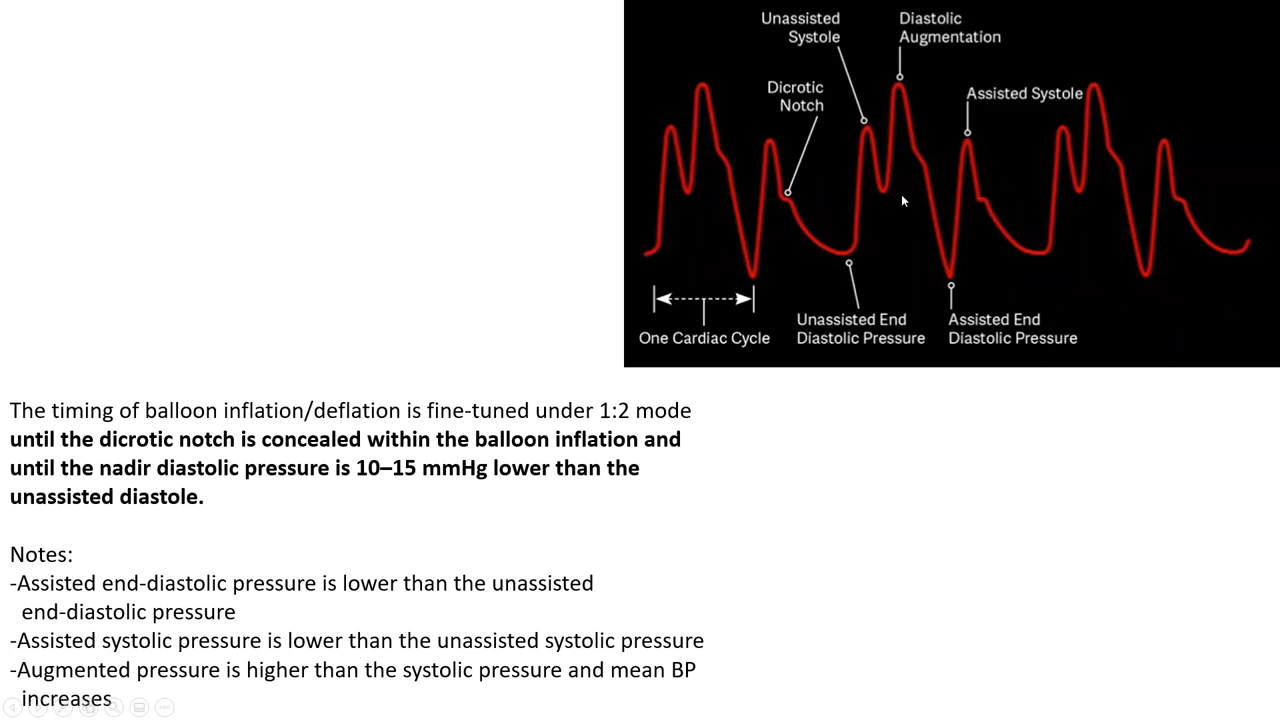 Unassisted
Systole
Diastolic
Augmentation
Dicrotic
Notch
Assisted Systole
One Cardiac Cycle
Unassisted End
Diastolic Pressure
Assisted End
Diastolic Pressure
The timing of balloon inflation/deflation is fine-tuned under 1:2 mode
until the dicrotic notch is concealed within the balloon inflation and
until the nadir diastolic pressure is 10–15 mmHg lower than the
unassisted diastole.
Notes:
-Assisted end-diastolic pressure is lower than the unassisted
end-diastolic pressure
-Assisted systolic pressure is lower than the unassisted systolic pressure
-Augmented pressure is higher than the systolic pressure and mean BP
increases